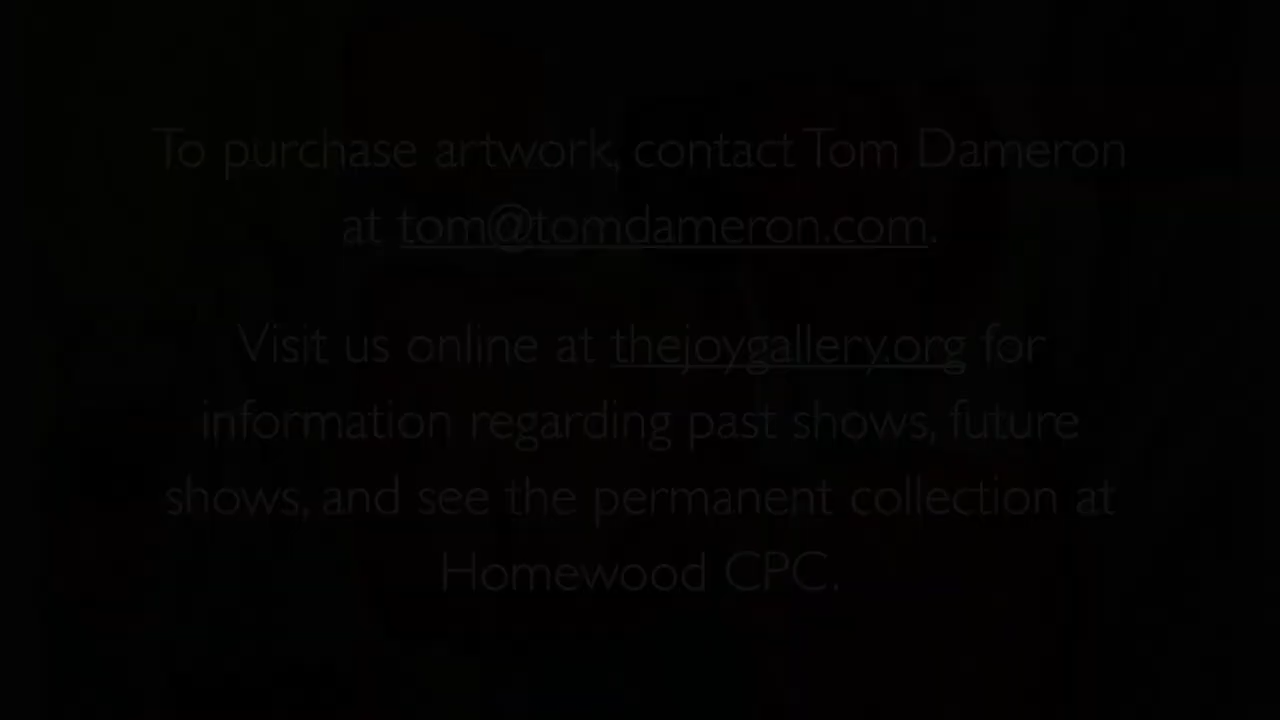 To purchase artwork, contact Tom Dameron
at tom@tomdameron.com.
Visit us online at thejoygallery.org for
information regarding past shows, future
shows, and see the permanent collection at
Homewood CPC.